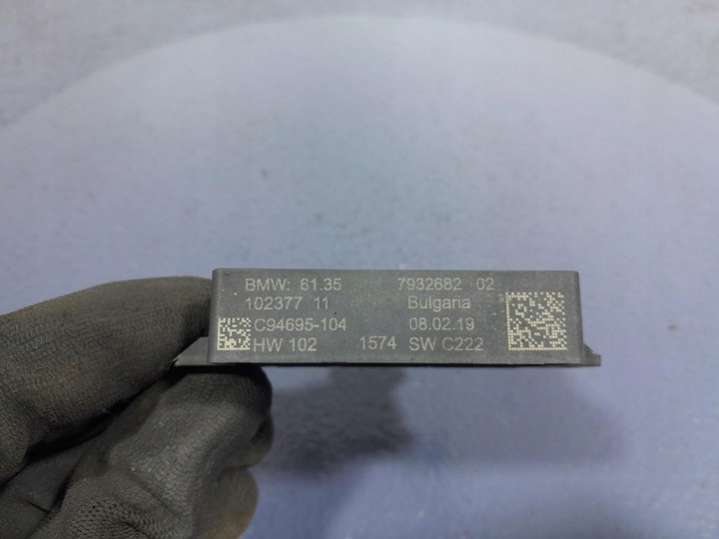 BMW: 61.35 7932682 02
102377 11 Bulgaria
C94695-104 08.02.19
HW 102 1574 SW C222